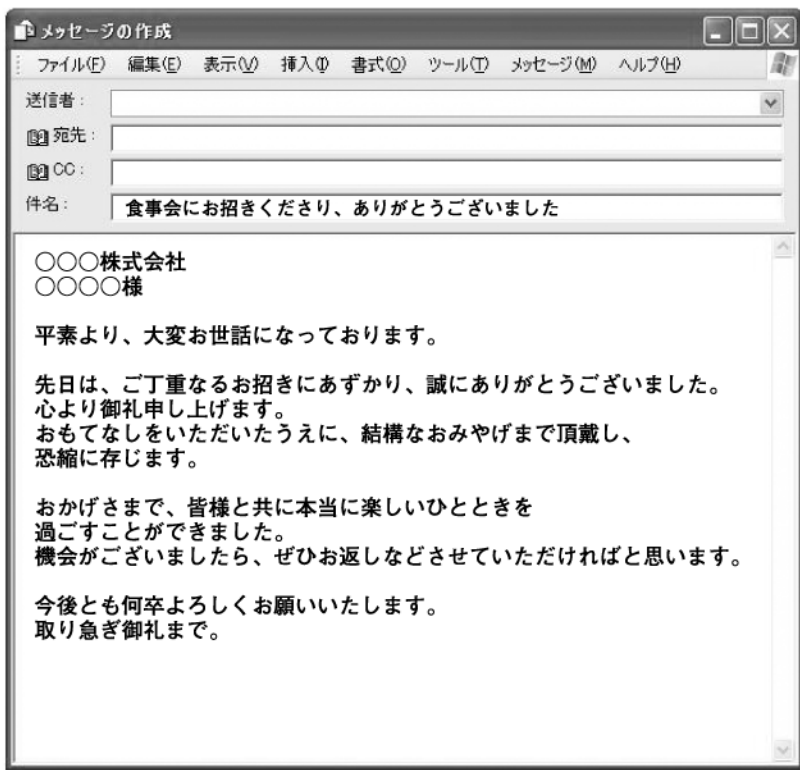 メッセージの作成
ファイル(F) 編集(E) 表示(V) 挿入(I) 書式(O) ツール(T) メッセージ(M) ヘルプ(H)
送信者：
宛先：
CC：
件名： 食事会にお招きくださり、ありがとうございました
○○○株式会社
○○○○様
平素より、大変お世話になっております。
先日は、ご丁重なるお招きにあずかり、誠にありがとうございました。
心より御礼申し上げます。
おもてなしをいただいたうえに、結構なおみやげまで頂戴し、
恐縮に存じます。
おかげさまで、皆様と共に本当に楽しいひとときを
過ごすことができました。
機会がございましたら、ぜひお返しなどさせていただければと思います。
今後とも何卒よろしくお願いいたします。
取り急ぎ御礼まで。